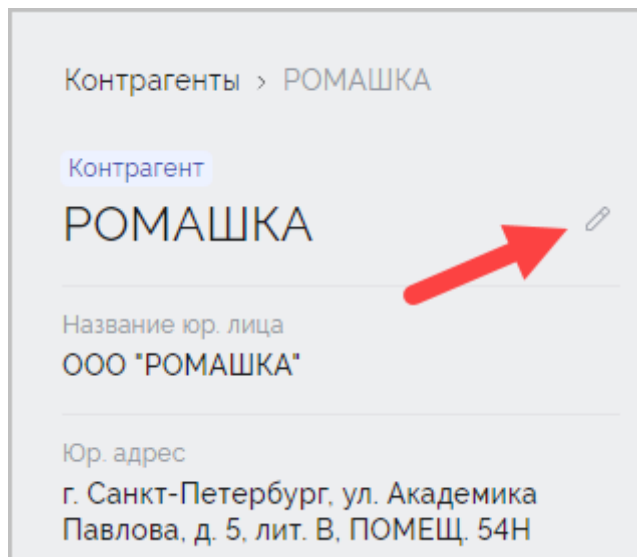 Контрагенты › РОМАШКА
Контрагент
РОМАШКА
Название юр. лица
ООО "РОМАШКА"
Юр. адрес
г. Санкт-Петербург, ул. Академика
Павлова, д. 5, лит. В, ПОМЕЩ. 54Н